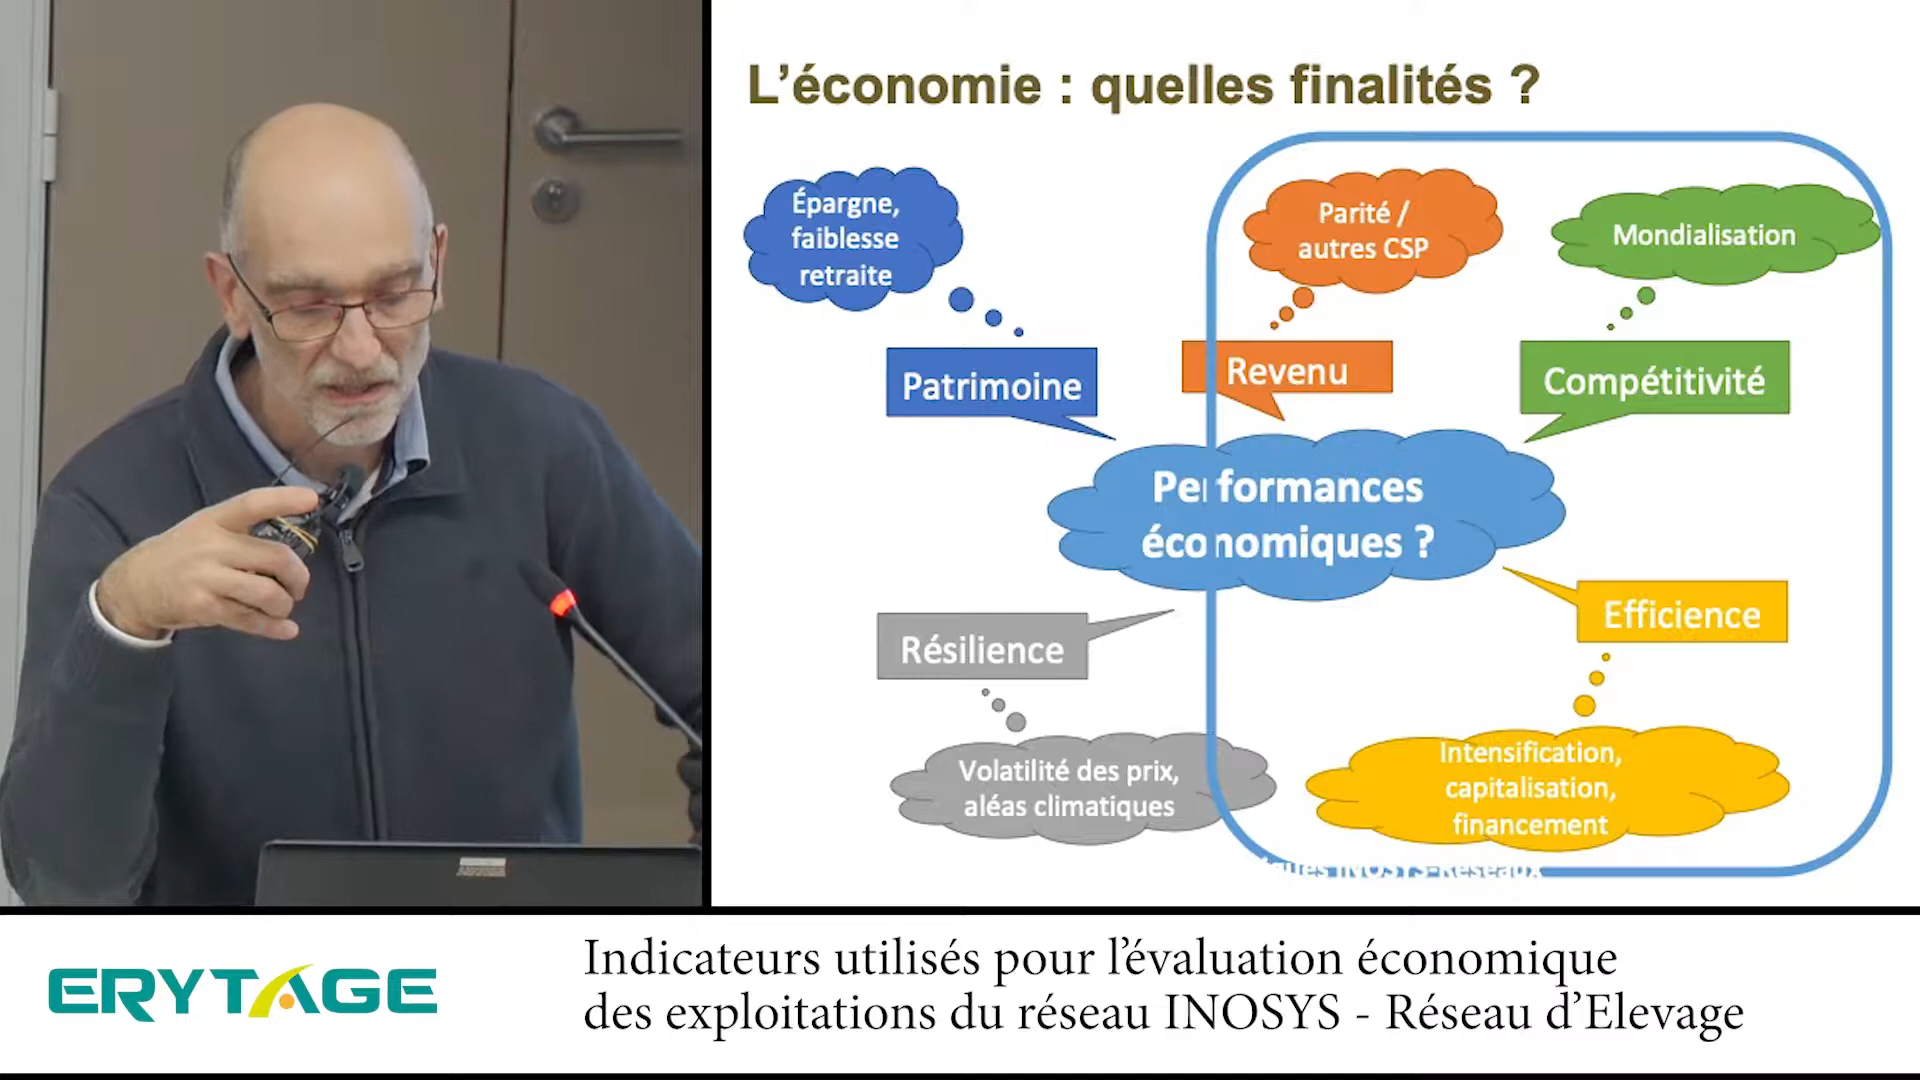 L'économie : quelles finalités ?
Épargne,
faiblesse
retraite
Parité /
autres CSP
Mondialisation
Patrimoine
Revenu
Compétitivité
Performances
économiques ?
Résilience
Efficience
Volatilité des prix,
aléas climatiques
Intensification,
capitalisation,
financement
INOSYS-Réseaux
ERYTAGE
Indicateurs utilisés pour l'évaluation économique
des exploitations du réseau INOSYS - Réseau d'Elevage